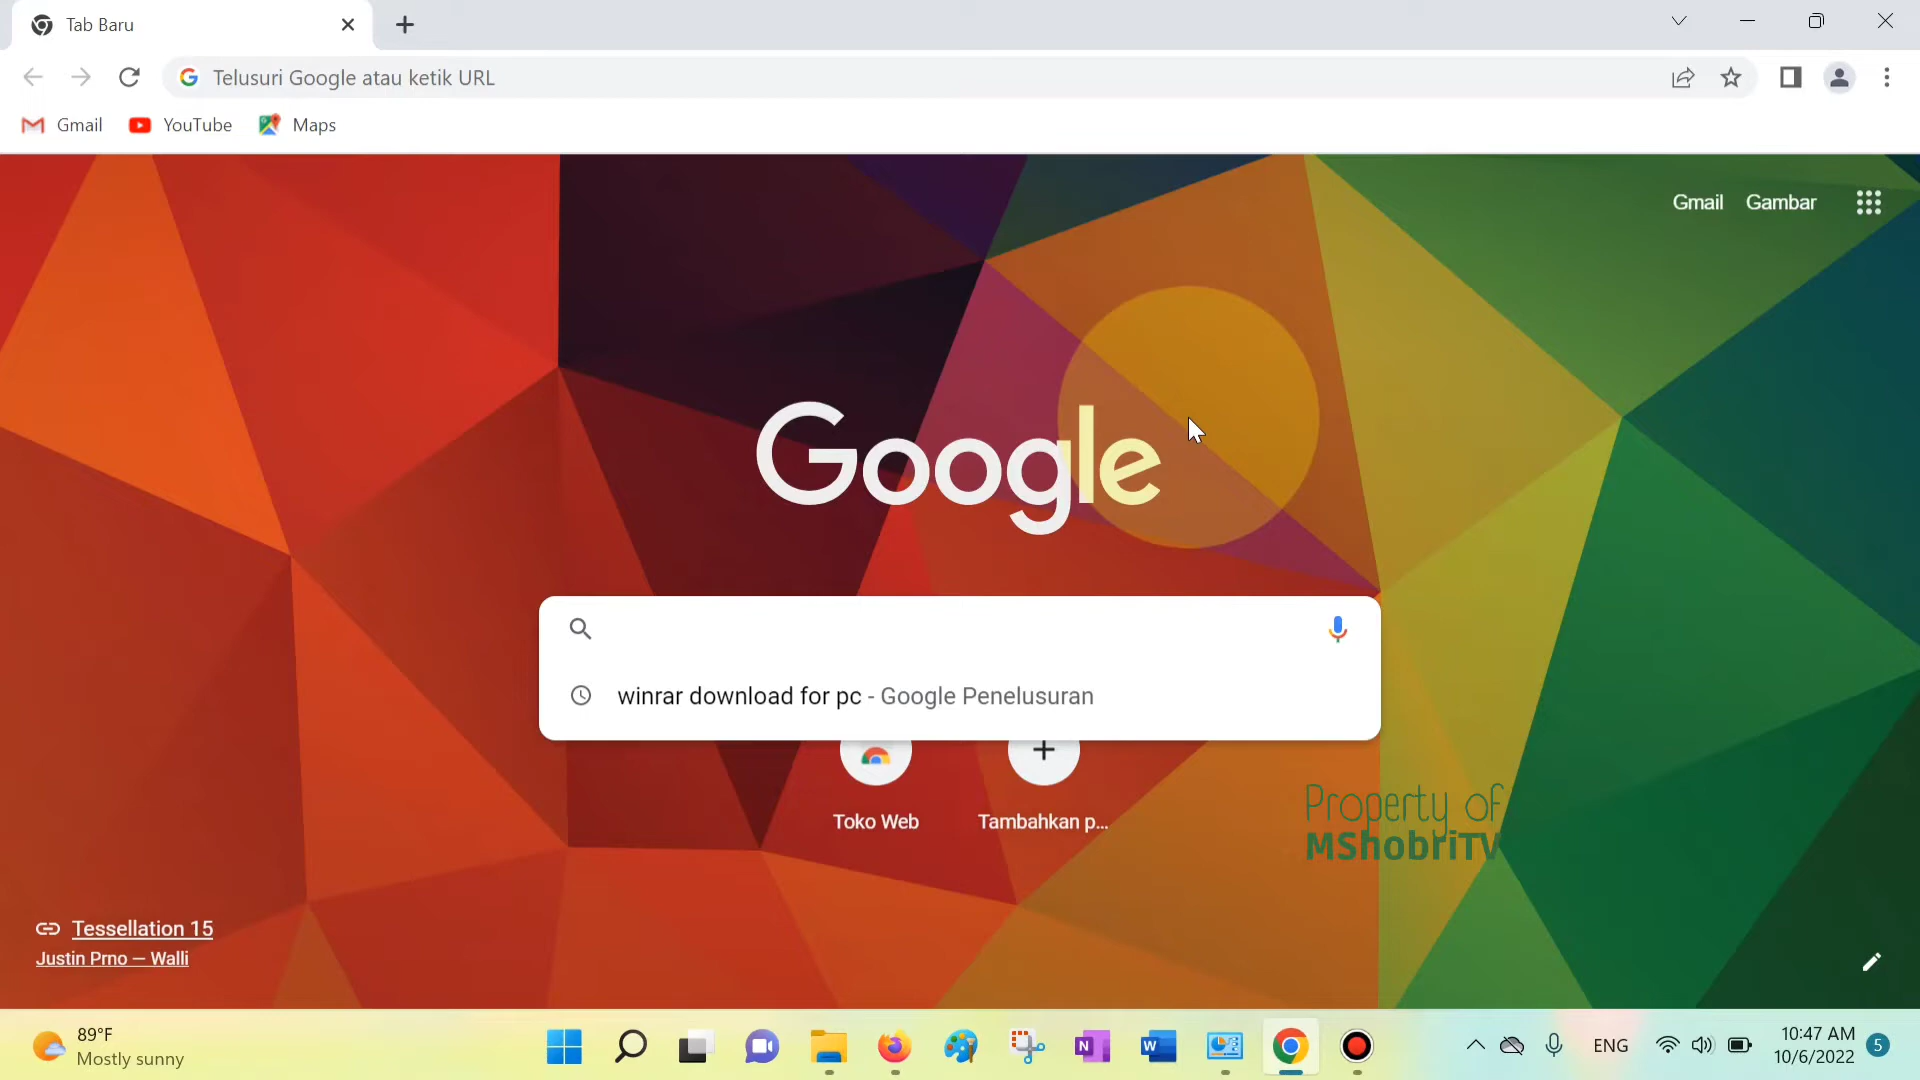 Tab Baru
Telusuri Google atau ketik URL
Gmail YouTube Maps
Gmail Gambar
Google
winrar download for pc - Google Penelusuran
Toko Web Tambahkan p...
Property of
MShobriTV
Tessellation 15
Justin Prno — Walli
89°F
Mostly sunny
N
W
ENG
10:47 AM
10/6/2022
5